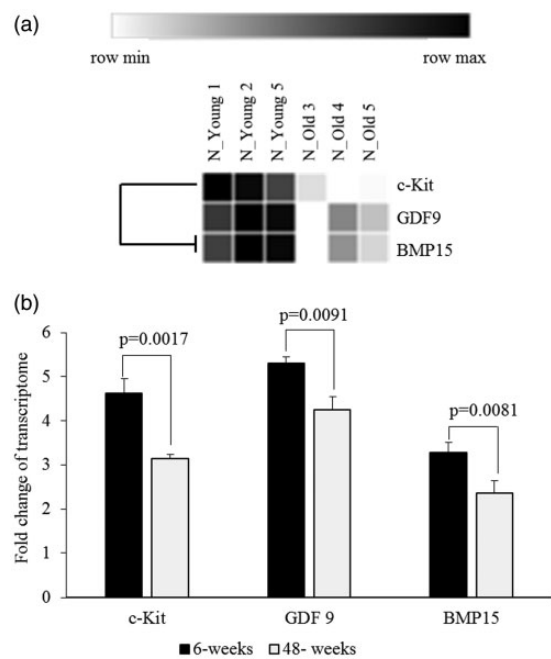 (a)
row min row max
N_Young 1 N_Young 2 N_Young 5 N_Old 3 N_Old 4 N_Old 5
c-Kit
GDF9
BMP15
(b)
Fold change of transcriptome
6
5
4
3
2
1
0
p=0.0017
p=0.0091
p=0.0081
c-Kit GDF 9 BMP15
6-weeks 48- weeks